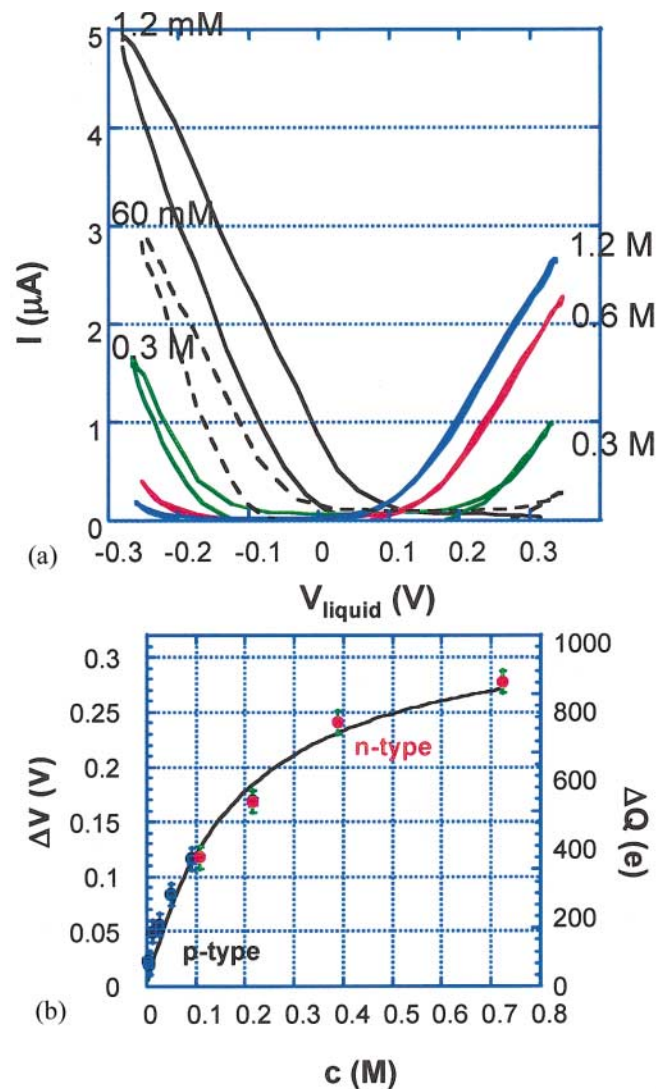 5
1.2 mM
4
60 mM
3
1.2 M
I (µA)
2
0.6 M
0.3 M
1
0.3 M
0
-0.3 -0.2 -0.1 0 0.1 0.2 0.3
(a)
V liquid (V)
0.3
1000
0.25
800
n-type
0.2
600
ΔV (V)
ΔQ (e)
0.15
400
0.1
200
0.05
p-type
0
0
(b)
0 0.1 0.2 0.3 0.4 0.5 0.6 0.7 0.8
c (M)